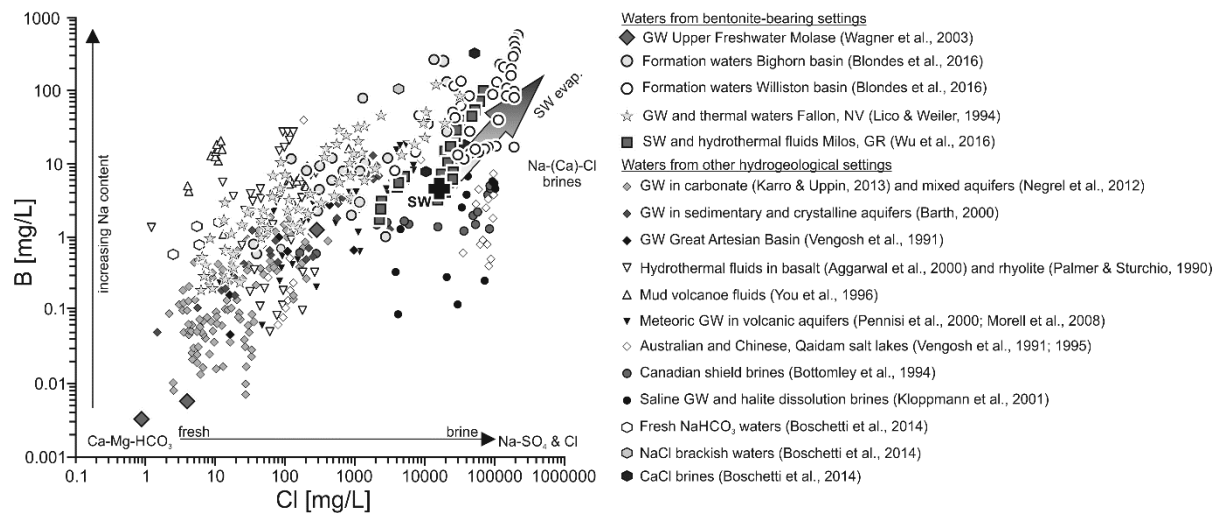 1000
100
10
1
0.1
0.01
0.001
B [mg/L]
increasing Na content
SW evap.
Na-(Ca)-Cl
brines
SW
Ca-Mg-HCO₃
fresh
brine
Na-SO₄ & Cl
0.1
1
10
100
1000
10000
100000
1000000
Cl [mg/L]
Waters from bentonite-bearing settings
GW Upper Freshwater Molase (Wagner et al., 2003)
Formation waters Bighorn basin (Blondes et al., 2016)
Formation waters Williston basin (Blondes et al., 2016)
GW and thermal waters Fallon, NV (Lico & Weiler, 1994)
SW and hydrothermal fluids Milos, GR (Wu et al., 2016)
Waters from other hydrogeological settings
GW in carbonate (Karro & Uppin, 2013) and mixed aquifers (Negrel et al., 2012)
GW in sedimentary and crystalline aquifers (Barth, 2000)
GW Great Artesian Basin (Vengosh et al., 1991)
Hydrothermal fluids in basalt (Aggarwal et al., 2000) and rhyolite (Palmer & Sturchio, 1990)
Mud volcanoe fluids (You et al., 1996)
Meteoric GW in volcanic aquifers (Pennisi et al., 2000; Morell et al., 2008)
Australian and Chinese, Qaidam salt lakes (Vengosh et al., 1991; 1995)
Canadian shield brines (Bottomley et al., 1994)
Saline GW and halite dissolution brines (Kloppmann et al., 2001)
Fresh NaHCO₃ waters (Boschetti et al., 2014)
NaCl brackish waters (Boschetti et al., 2014)
CaCl brines (Boschetti et al., 2014)